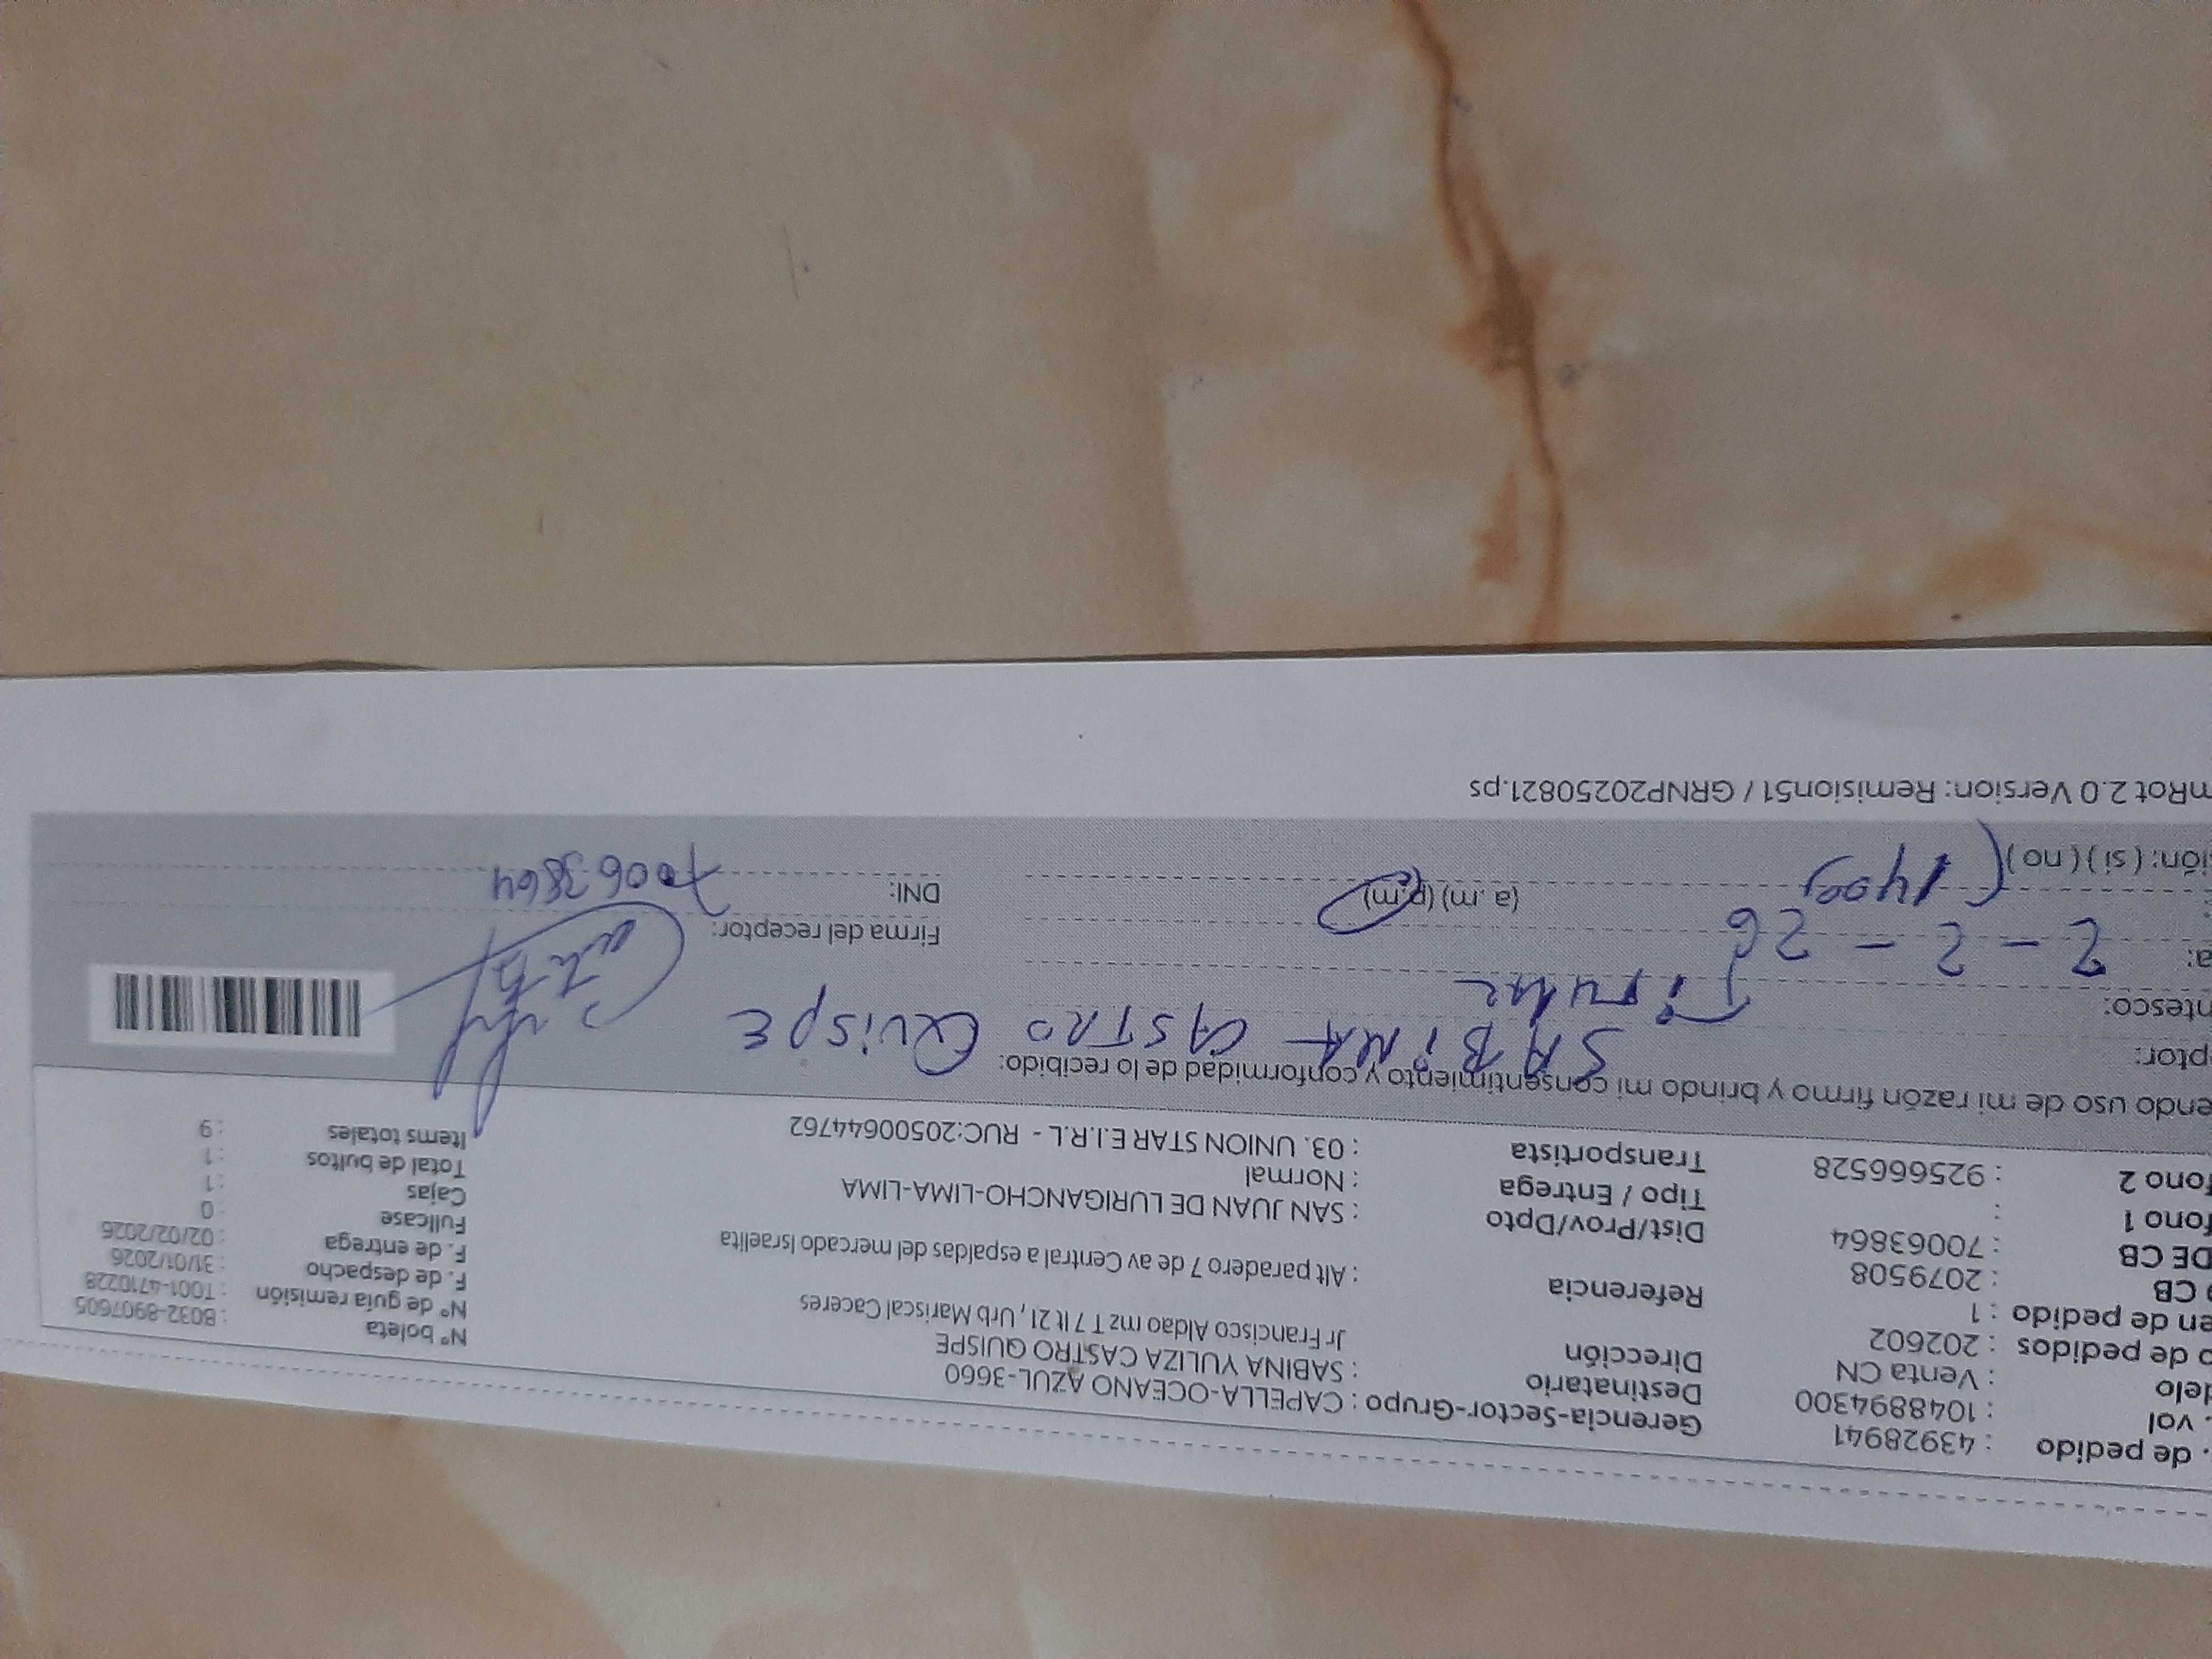 . de pedido : 43928941 Gerencia-Sector-Grupo : CAPELLA-OCEANO AZUL-3660
. vol : 1048894300 Destinatario : SABINA YULIZA CASTRO QUISPE
delo : Venta CN Dirección Jr Francisco Aldao mz T 7 lt 21, Urb Mariscal Caceres
o de pedidos : 202602 Referencia : Alt paradero 7 de av Central a espaldas del mercado Israelita
en de pedido : 1 Dist/Prov/Dpto : SAN JUAN DE LURIGANCHO-LIMA-LIMA
CB : 2079508 Tipo / Entrega : Normal
DE CB : 70063864 Transportista : 03. UNION STAR E.I.R.L - RUC:20500644762
fono 1 :
fono 2 : 925666528
Nº boleta : B032-8907605
Nº de guía remisión : T001-4710228
F. de despacho : 31/01/2026
F. de entrega : 02/02/2026
Fullcase : 0
Cajas : 1
Total de bultos : 1
Items totales : 9
endo uso de mi razón firmo y brindo mi consentimiento y conformidad de lo recibido:
ptor: SABINA CASTRO QUISPE
ntesco: Titular
a: 2 - 2 - 26 Firma del receptor:
: 1400 (a. m) (p.m) DNI: 70063864
ión: ( si ) ( no )
mRot 2.0 Version: Remision51 / GRNP20250821.ps